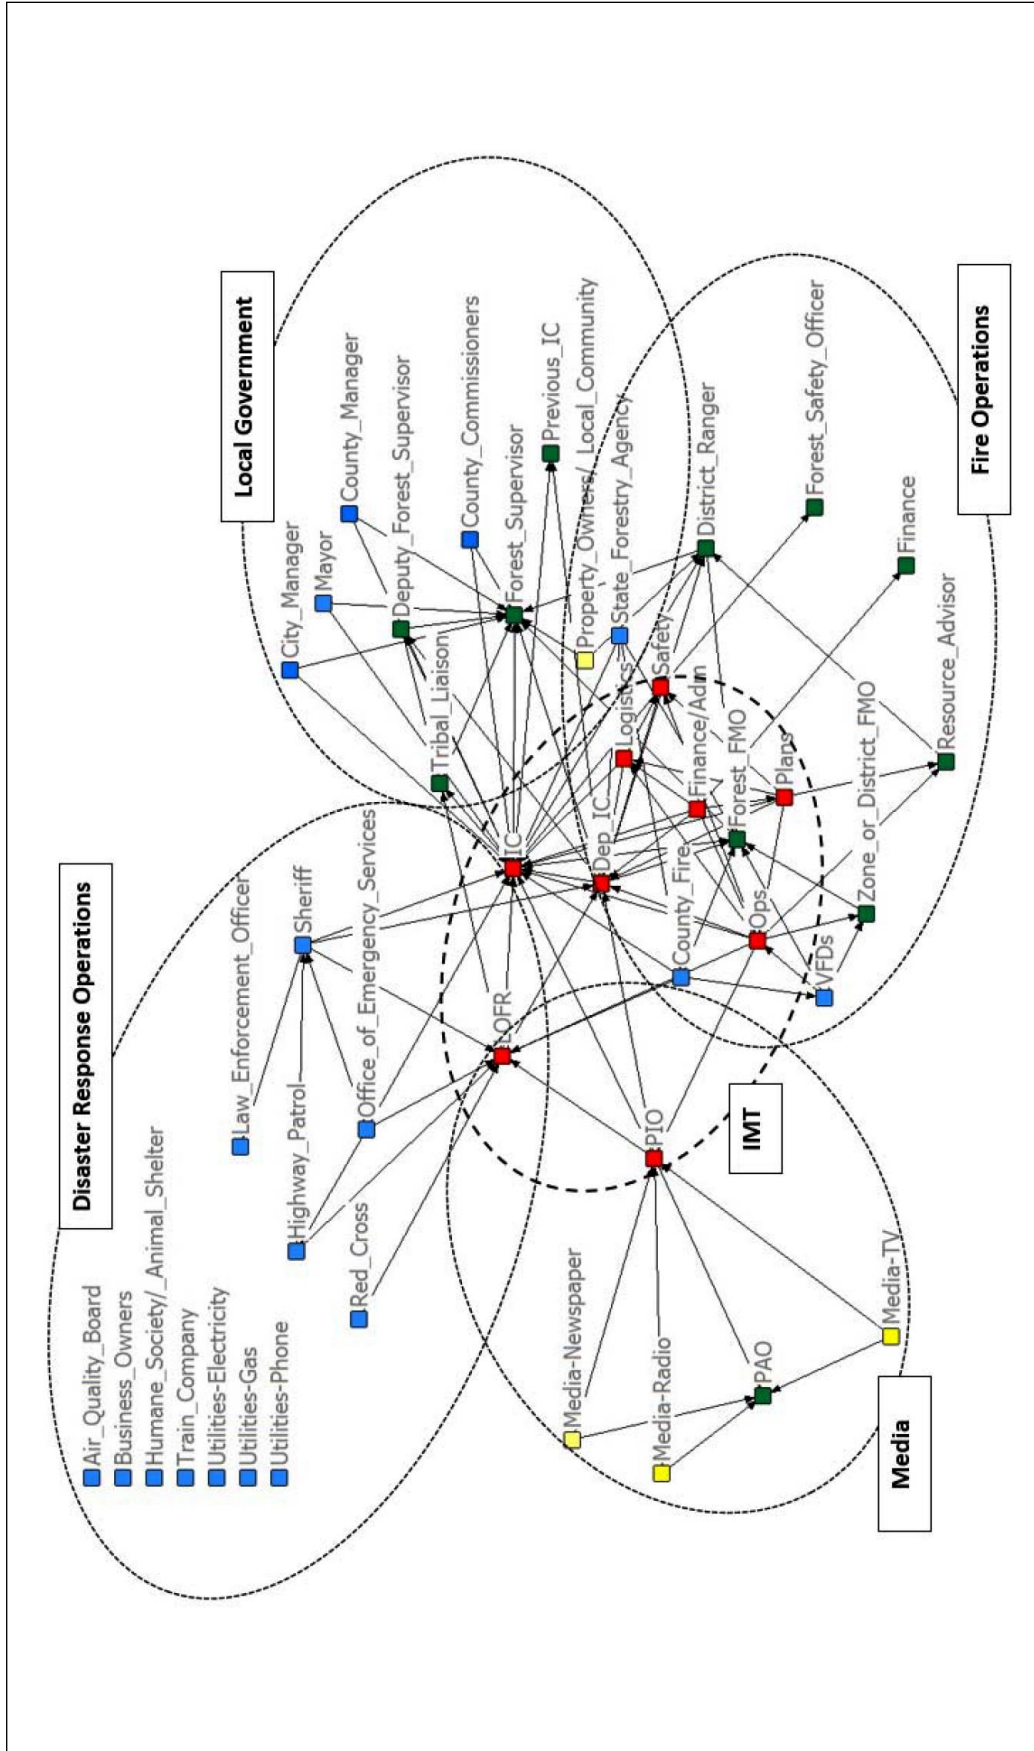 Disaster Response Operations
Local Government
Fire Operations
IMT
Media
Air_Quality_Board
Business_Owners
Humane_Society/_Animal_Shelter
Train_Company
Utilities-Electricity
Utilities-Gas
Utilities-Phone
Law_Enforcement_Officer
Sheriff
Highway_Patrol
Office_of_Emergency_Services
Red_Cross
City_Manager
Mayor
County_Manager
Deputy_Forest_Supervisor
Tribal_Liaison
County_Commissioners
Forest_Supervisor
Previous_IC
Property_Owners/_Local_Community
State_Forestry_Agency
District_Ranger
Forest_Safety_Officer
Finance
Resource_Advisor
Zone_or_District_FMO
Forest_FMO
Finance/Admin
Plans
Logistics
Safety
IC
Dep_IC
County_Fire
Ops
VFDs
LOFR
PIO
Media-Newspaper
Media-Radio
PAO
Media-TV